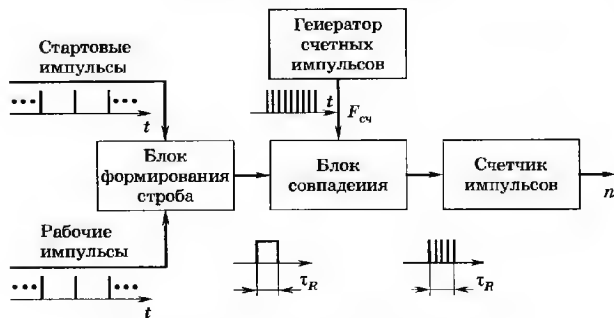 Стартовые
импульсы
•••
•••
t
Генератор
счетных
импульсов
t
Fсч
Блок
формирования
строба
Блок
совпадения
Счетчик
импульсов
n
Рабочие
импульсы
•••
•••
t
τR
τR